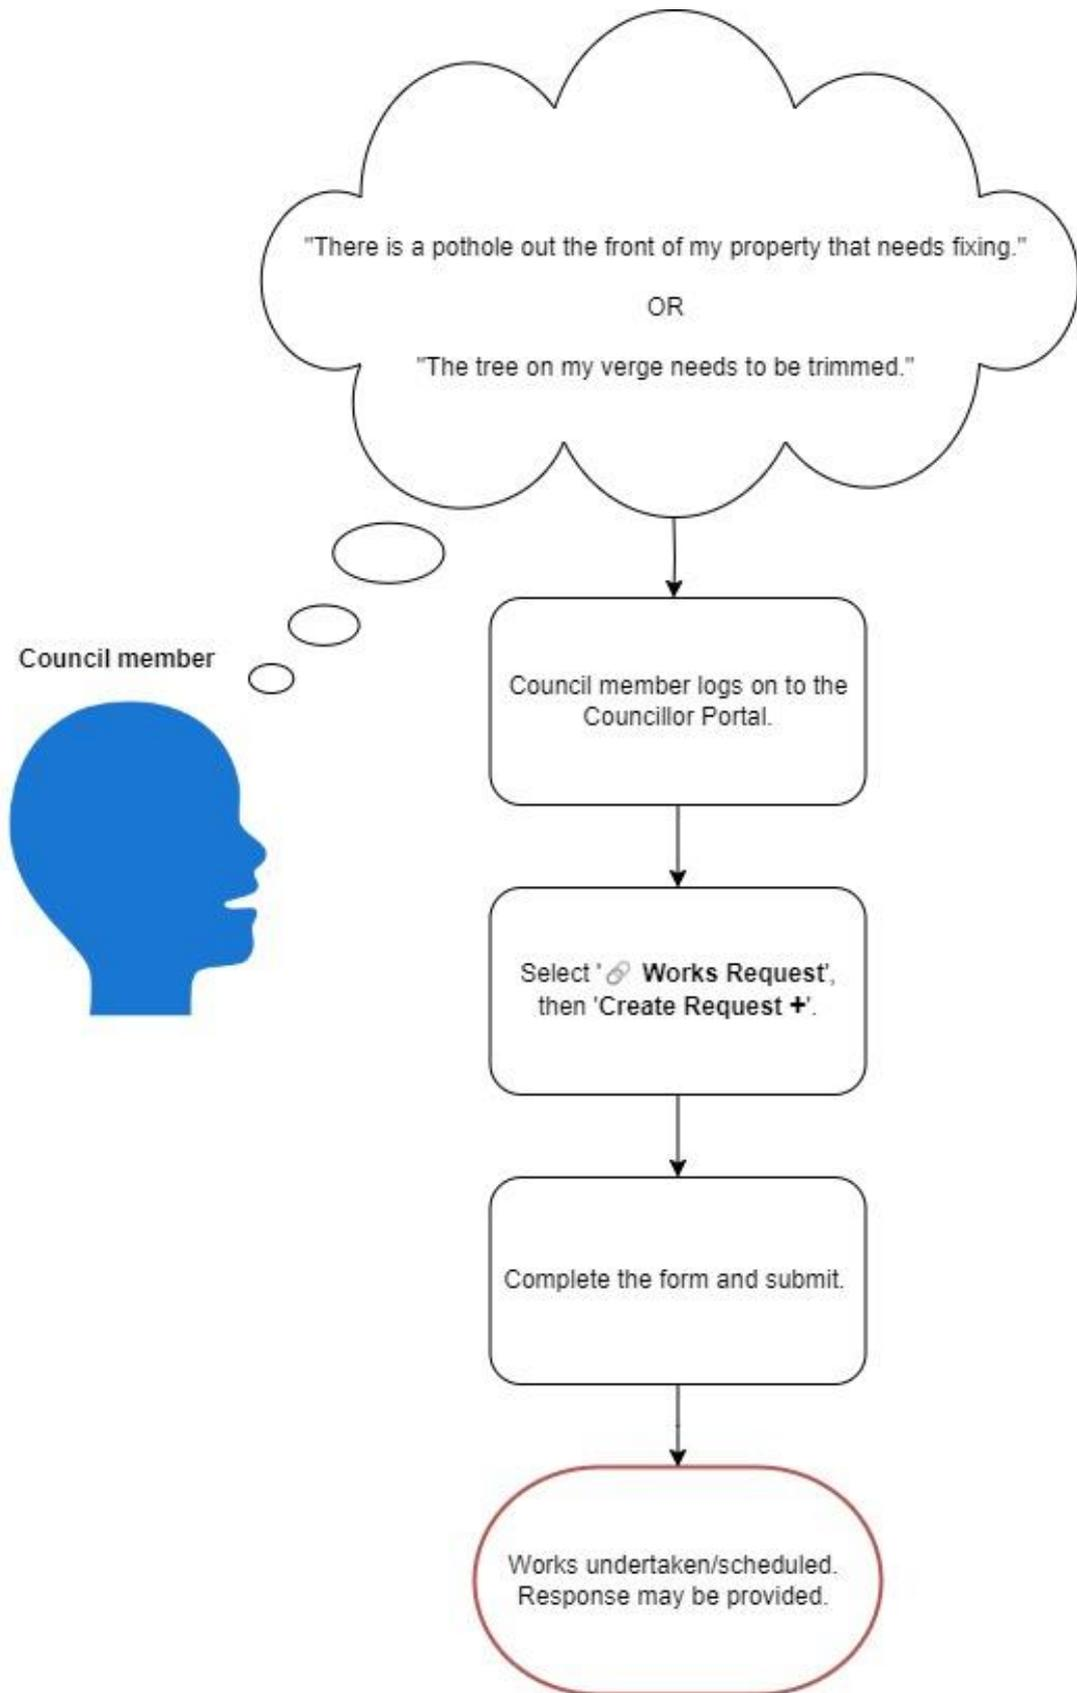 "There is a pothole out the front of my property that needs fixing."
OR
"The tree on my verge needs to be trimmed."
Council member
Council member logs on to the
Councillor Portal.
Select '🔗 Works Request',
then 'Create Request +'.
Complete the form and submit.
Works undertaken/scheduled.
Response may be provided.